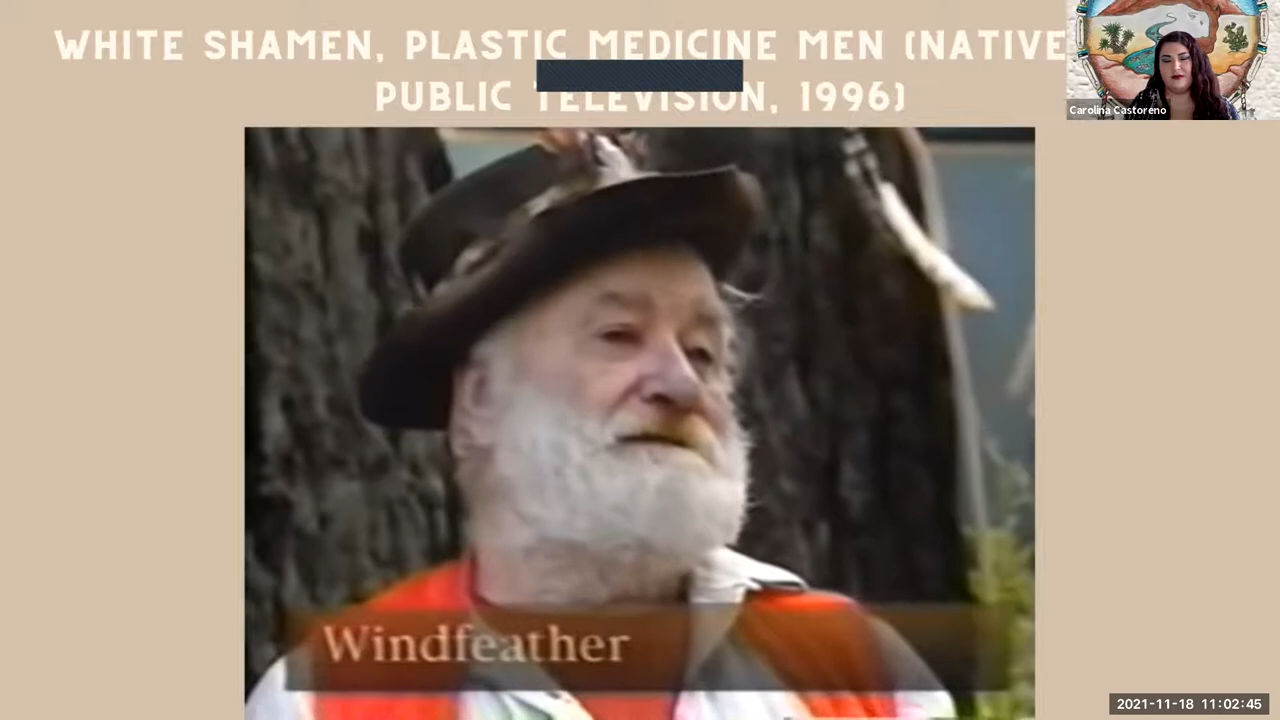 WHITE SHAMEN, PLASTIC MEDICINE MEN (NATIVE
PUBLIC TELEVISION, 1996)
Carolina Castoreno
Windfeather
2021-11-18 11:02:45